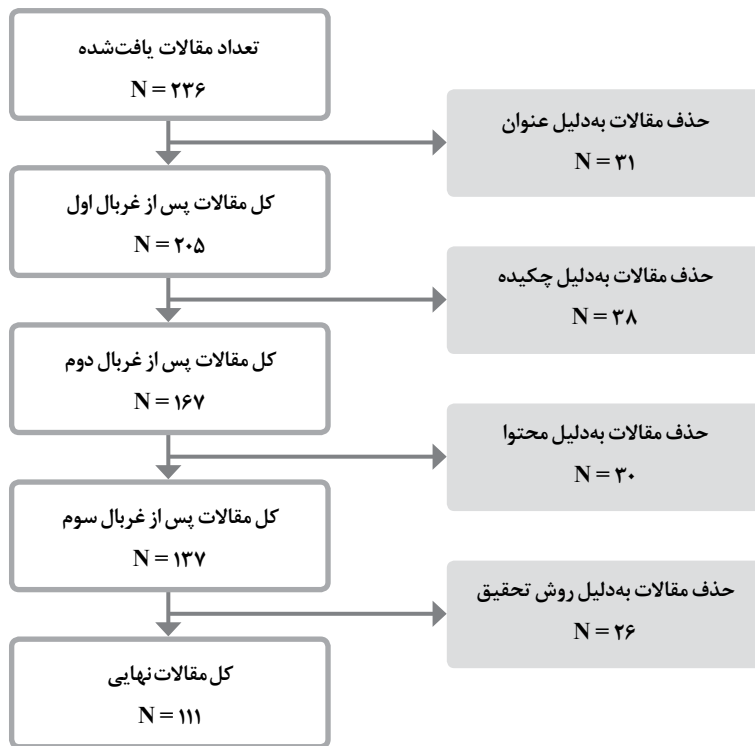 تعداد مقالات یافت‌شده
N = ۲۳۶
حذف مقالات به‌دلیل عنوان
N = ۳۱
کل مقالات پس از غربال اول
N = ۲۰۵
حذف مقالات به‌دلیل چکیده
N = ۳۸
کل مقالات پس از غربال دوم
N = ۱۶۷
حذف مقالات به‌دلیل محتوا
N = ۳۰
کل مقالات پس از غربال سوم
N = ۱۳۷
حذف مقالات به‌دلیل روش تحقیق
N = ۲۶
کل مقالات نهایی
N = ۱۱۱